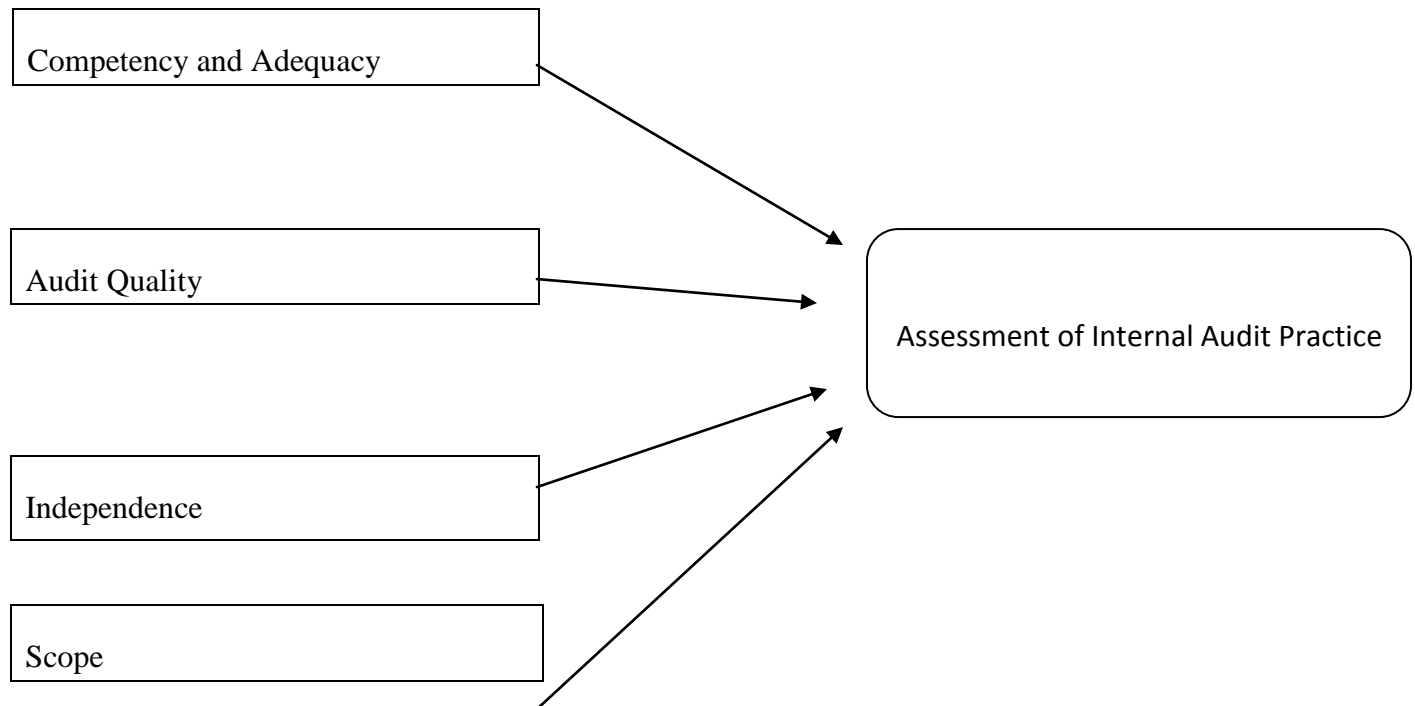 Competency and Adequacy
Audit Quality
Assessment of Internal Audit Practice
Independence
Scope